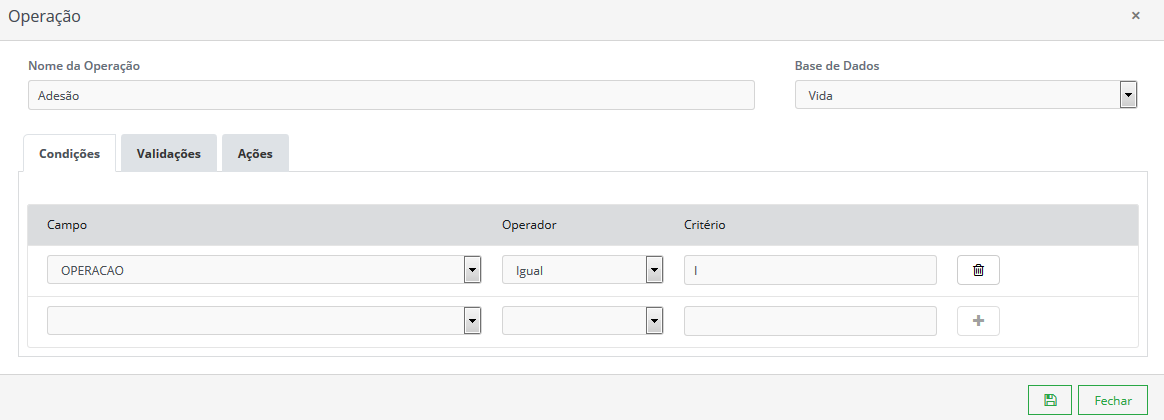 Operação
×
Nome da Operação
Base de Dados
Adesão
Vida
Condições
Validações
Ações
Campo
Operador
Critério
OPERACAO
Igual
I
Fechar